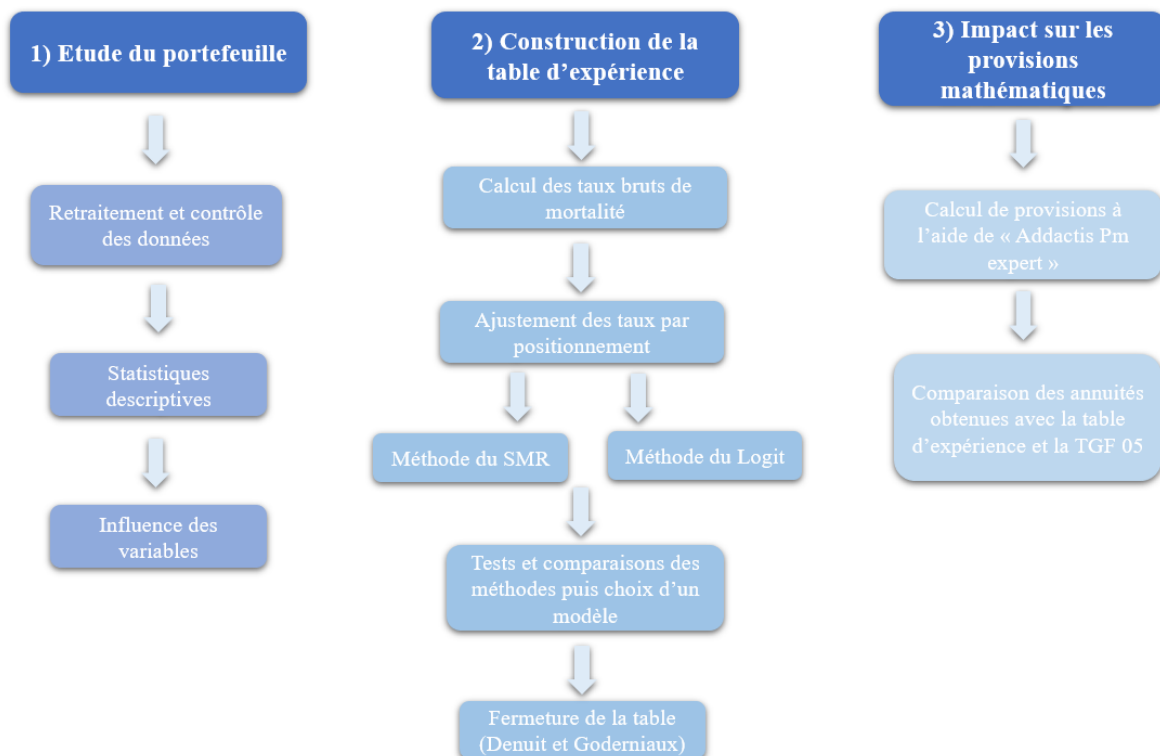 1) Etude du portefeuille
Retraitement et contrôle
des données
Statistiques
descriptives
Influence des
variables
2) Construction de la
table d’expérience
Calcul des taux bruts de
mortalité
Ajustement des taux par
positionnement
Méthode du SMR
Méthode du Logit
Tests et comparaisons des
méthodes puis choix d’un
modèle
Fermeture de la table
(Denuit et Goderniaux)
3) Impact sur les
provisions
mathématiques
Calcul de provisions à
l’aide de « Addactis Pm
expert »
Comparaison des annuités
obtenues avec la table
d’expérience et la TGF 05